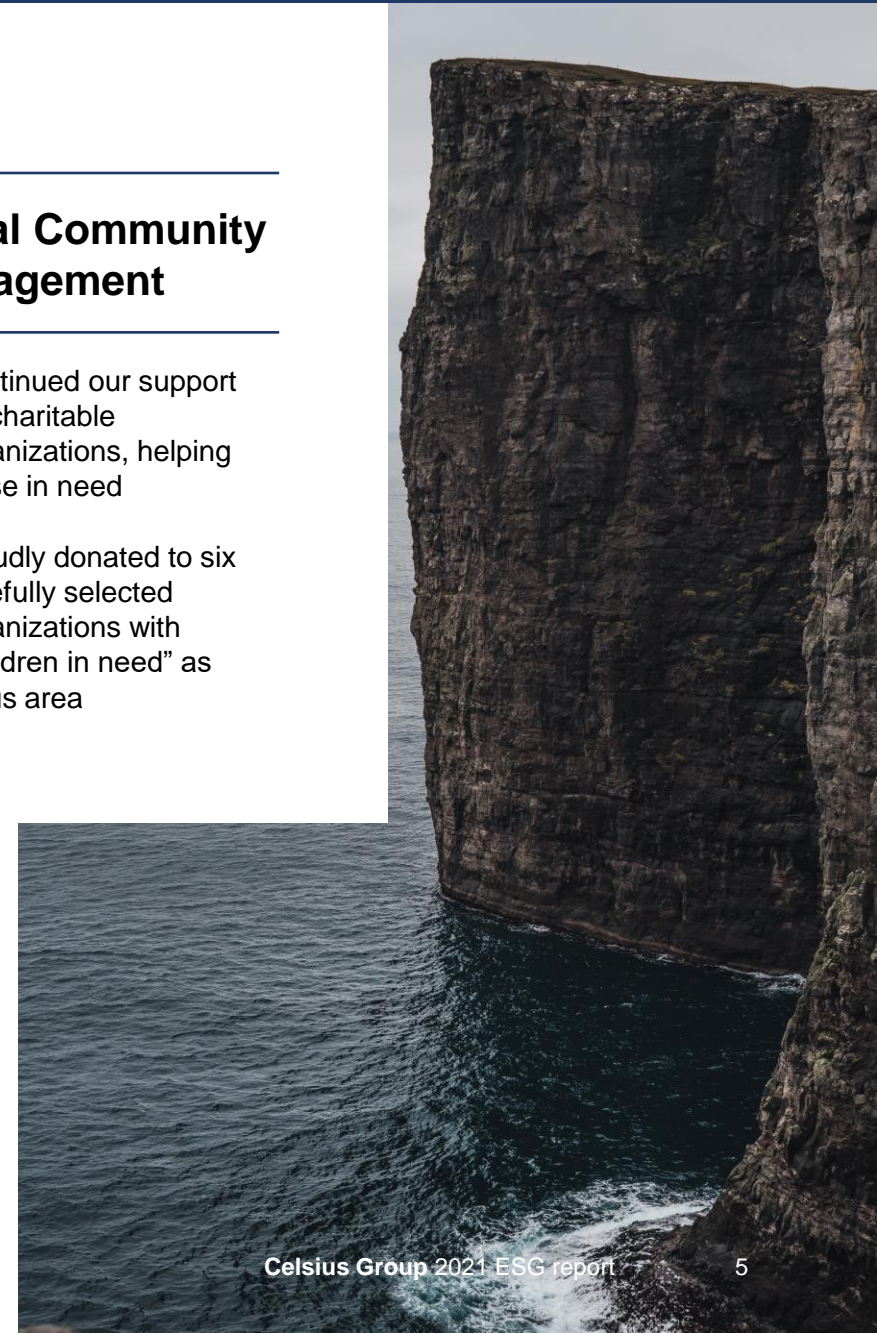 al Community
agement
tinued our support
charitable
anizations, helping
se in need
udly donated to six
efully selected
anizations with
dren in need” as
us area
Celsius Group 2021 ESG report 5